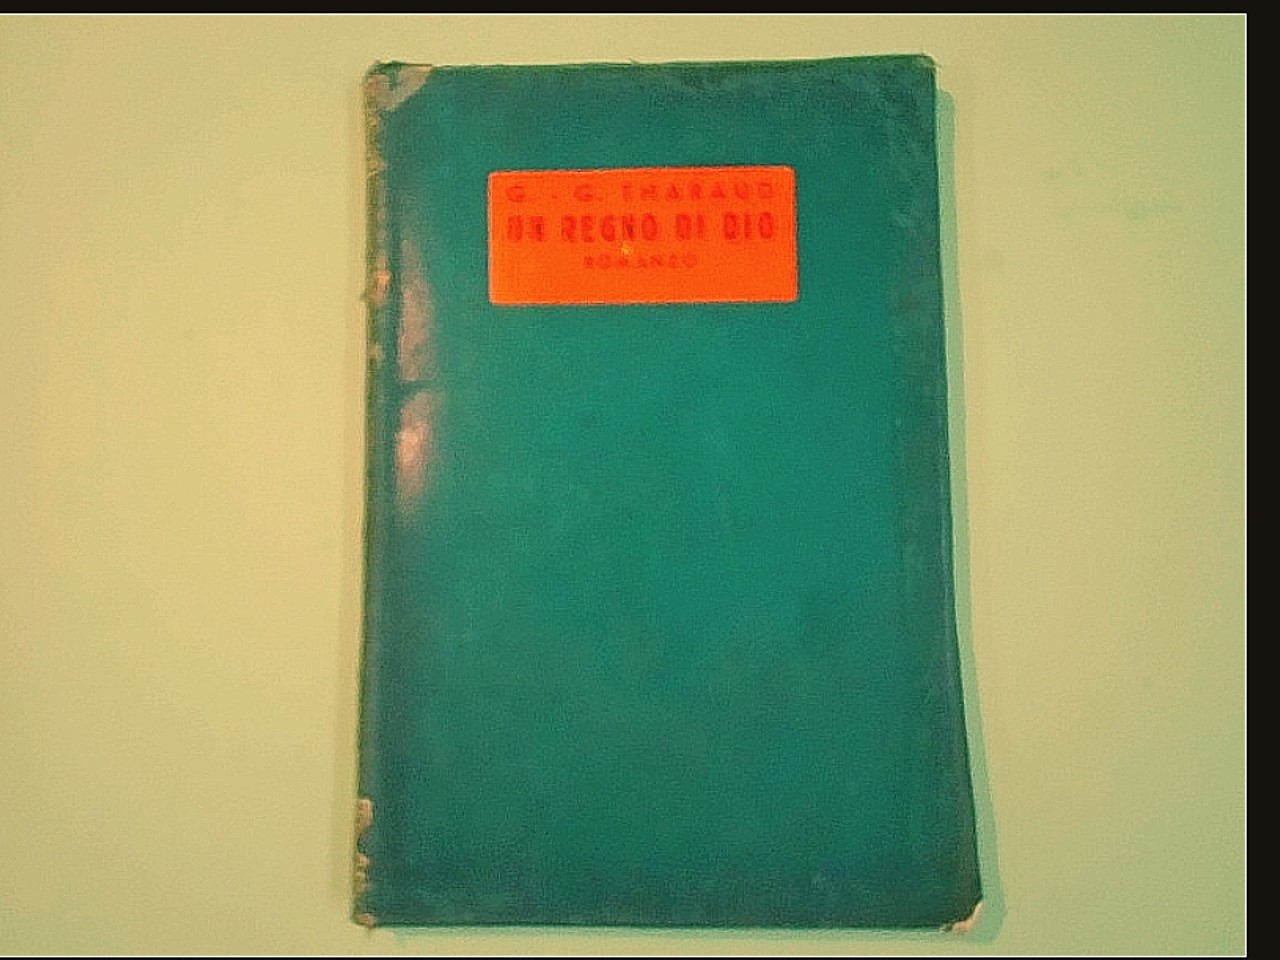 G. - G. THARAUD
UN REGNO DI DIO
ROMANZO